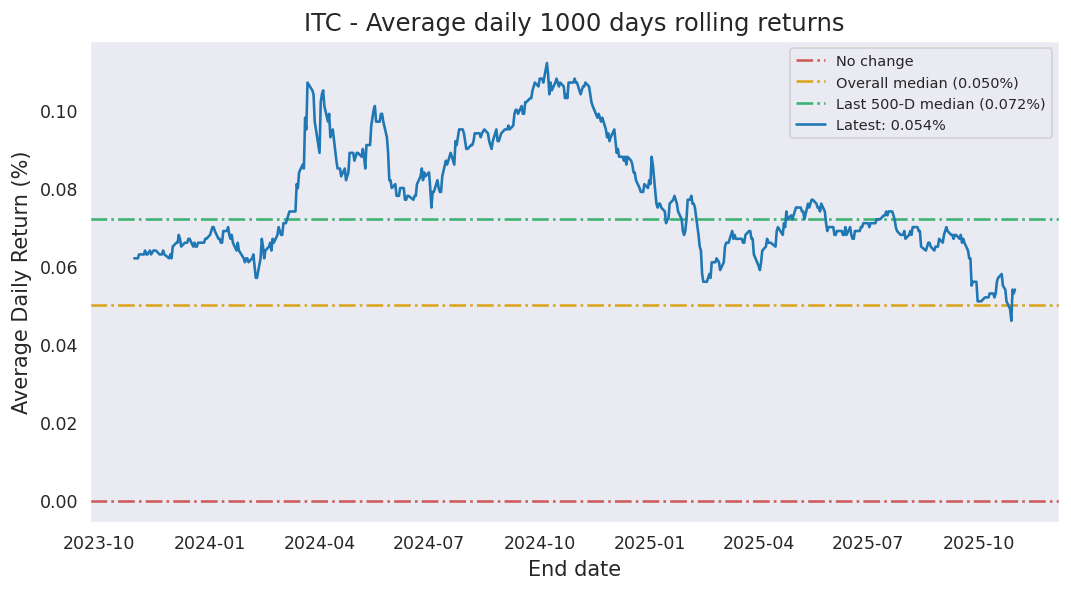 ITC - Average daily 1000 days rolling returns
No change
Overall median (0.050%)
Last 500-D median (0.072%)
Latest: 0.054%
Average Daily Return (%)
0.10
0.08
0.06
0.04
0.02
0.00
2023-10 2024-01 2024-04 2024-07 2024-10 2025-01 2025-04 2025-07 2025-10
End date